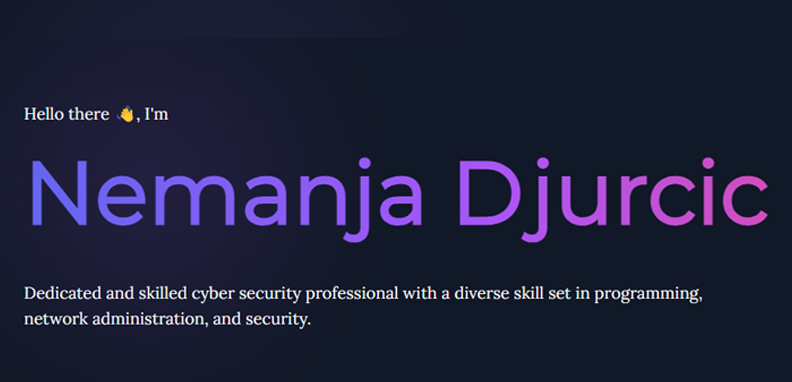 Hello there 👋, I'm
Nemanja Djurcic
Dedicated and skilled cyber security professional with a diverse skill set in programming,
network administration, and security.